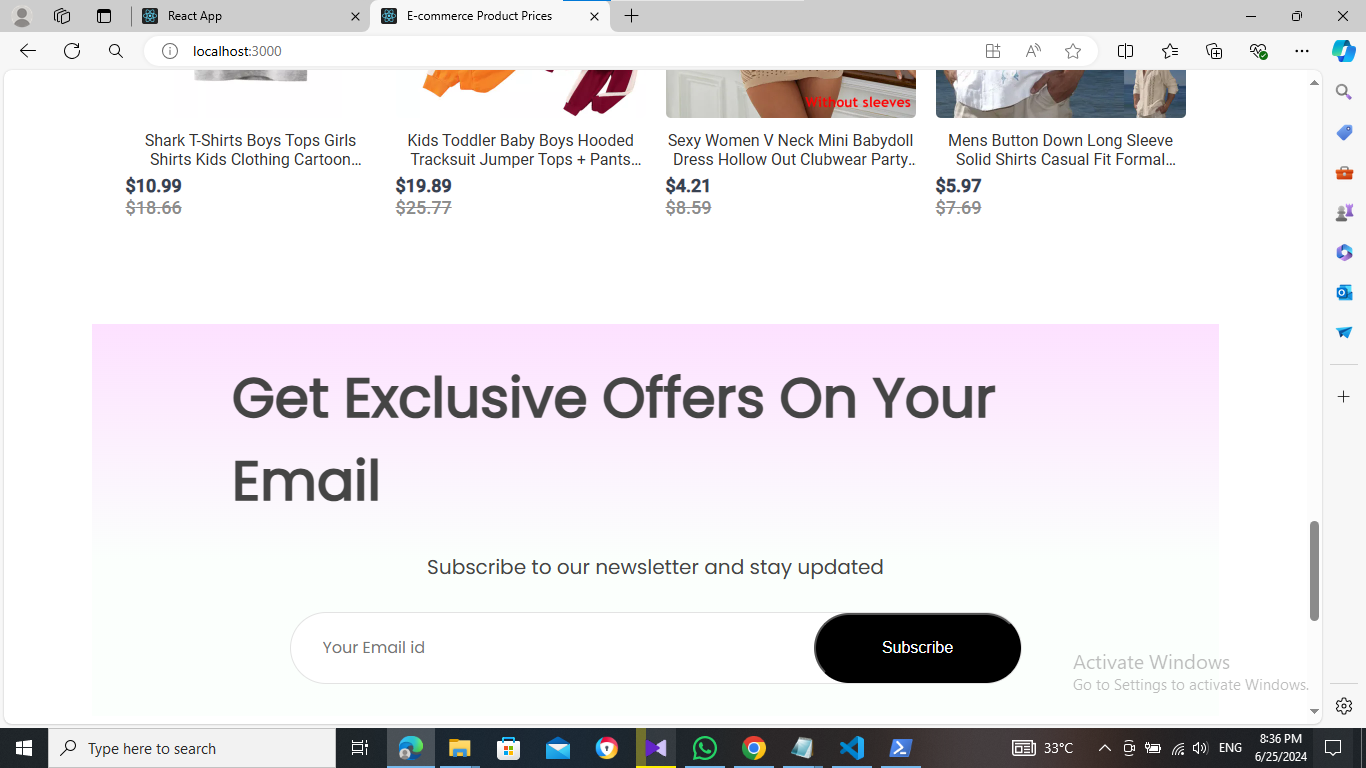 React App
E-commerce Product Prices
localhost:3000
Without sleeves
Shark T-Shirts Boys Tops Girls
Shirts Kids Clothing Cartoon...
$10.99
$18.66
Kids Toddler Baby Boys Hooded
Tracksuit Jumper Tops + Pants...
$19.89
$25.77
Sexy Women V Neck Mini Babydoll
Dress Hollow Out Clubwear Party...
$4.21
$8.59
Mens Button Down Long Sleeve
Solid Shirts Casual Fit Formal...
$5.97
$7.69
Get Exclusive Offers On Your
Email
Subscribe to our newsletter and stay updated
Your Email id
Subscribe
Activate Windows
Go to Settings to activate Windows.
Type here to search
33°C
ENG
8:36 PM
6/25/2024